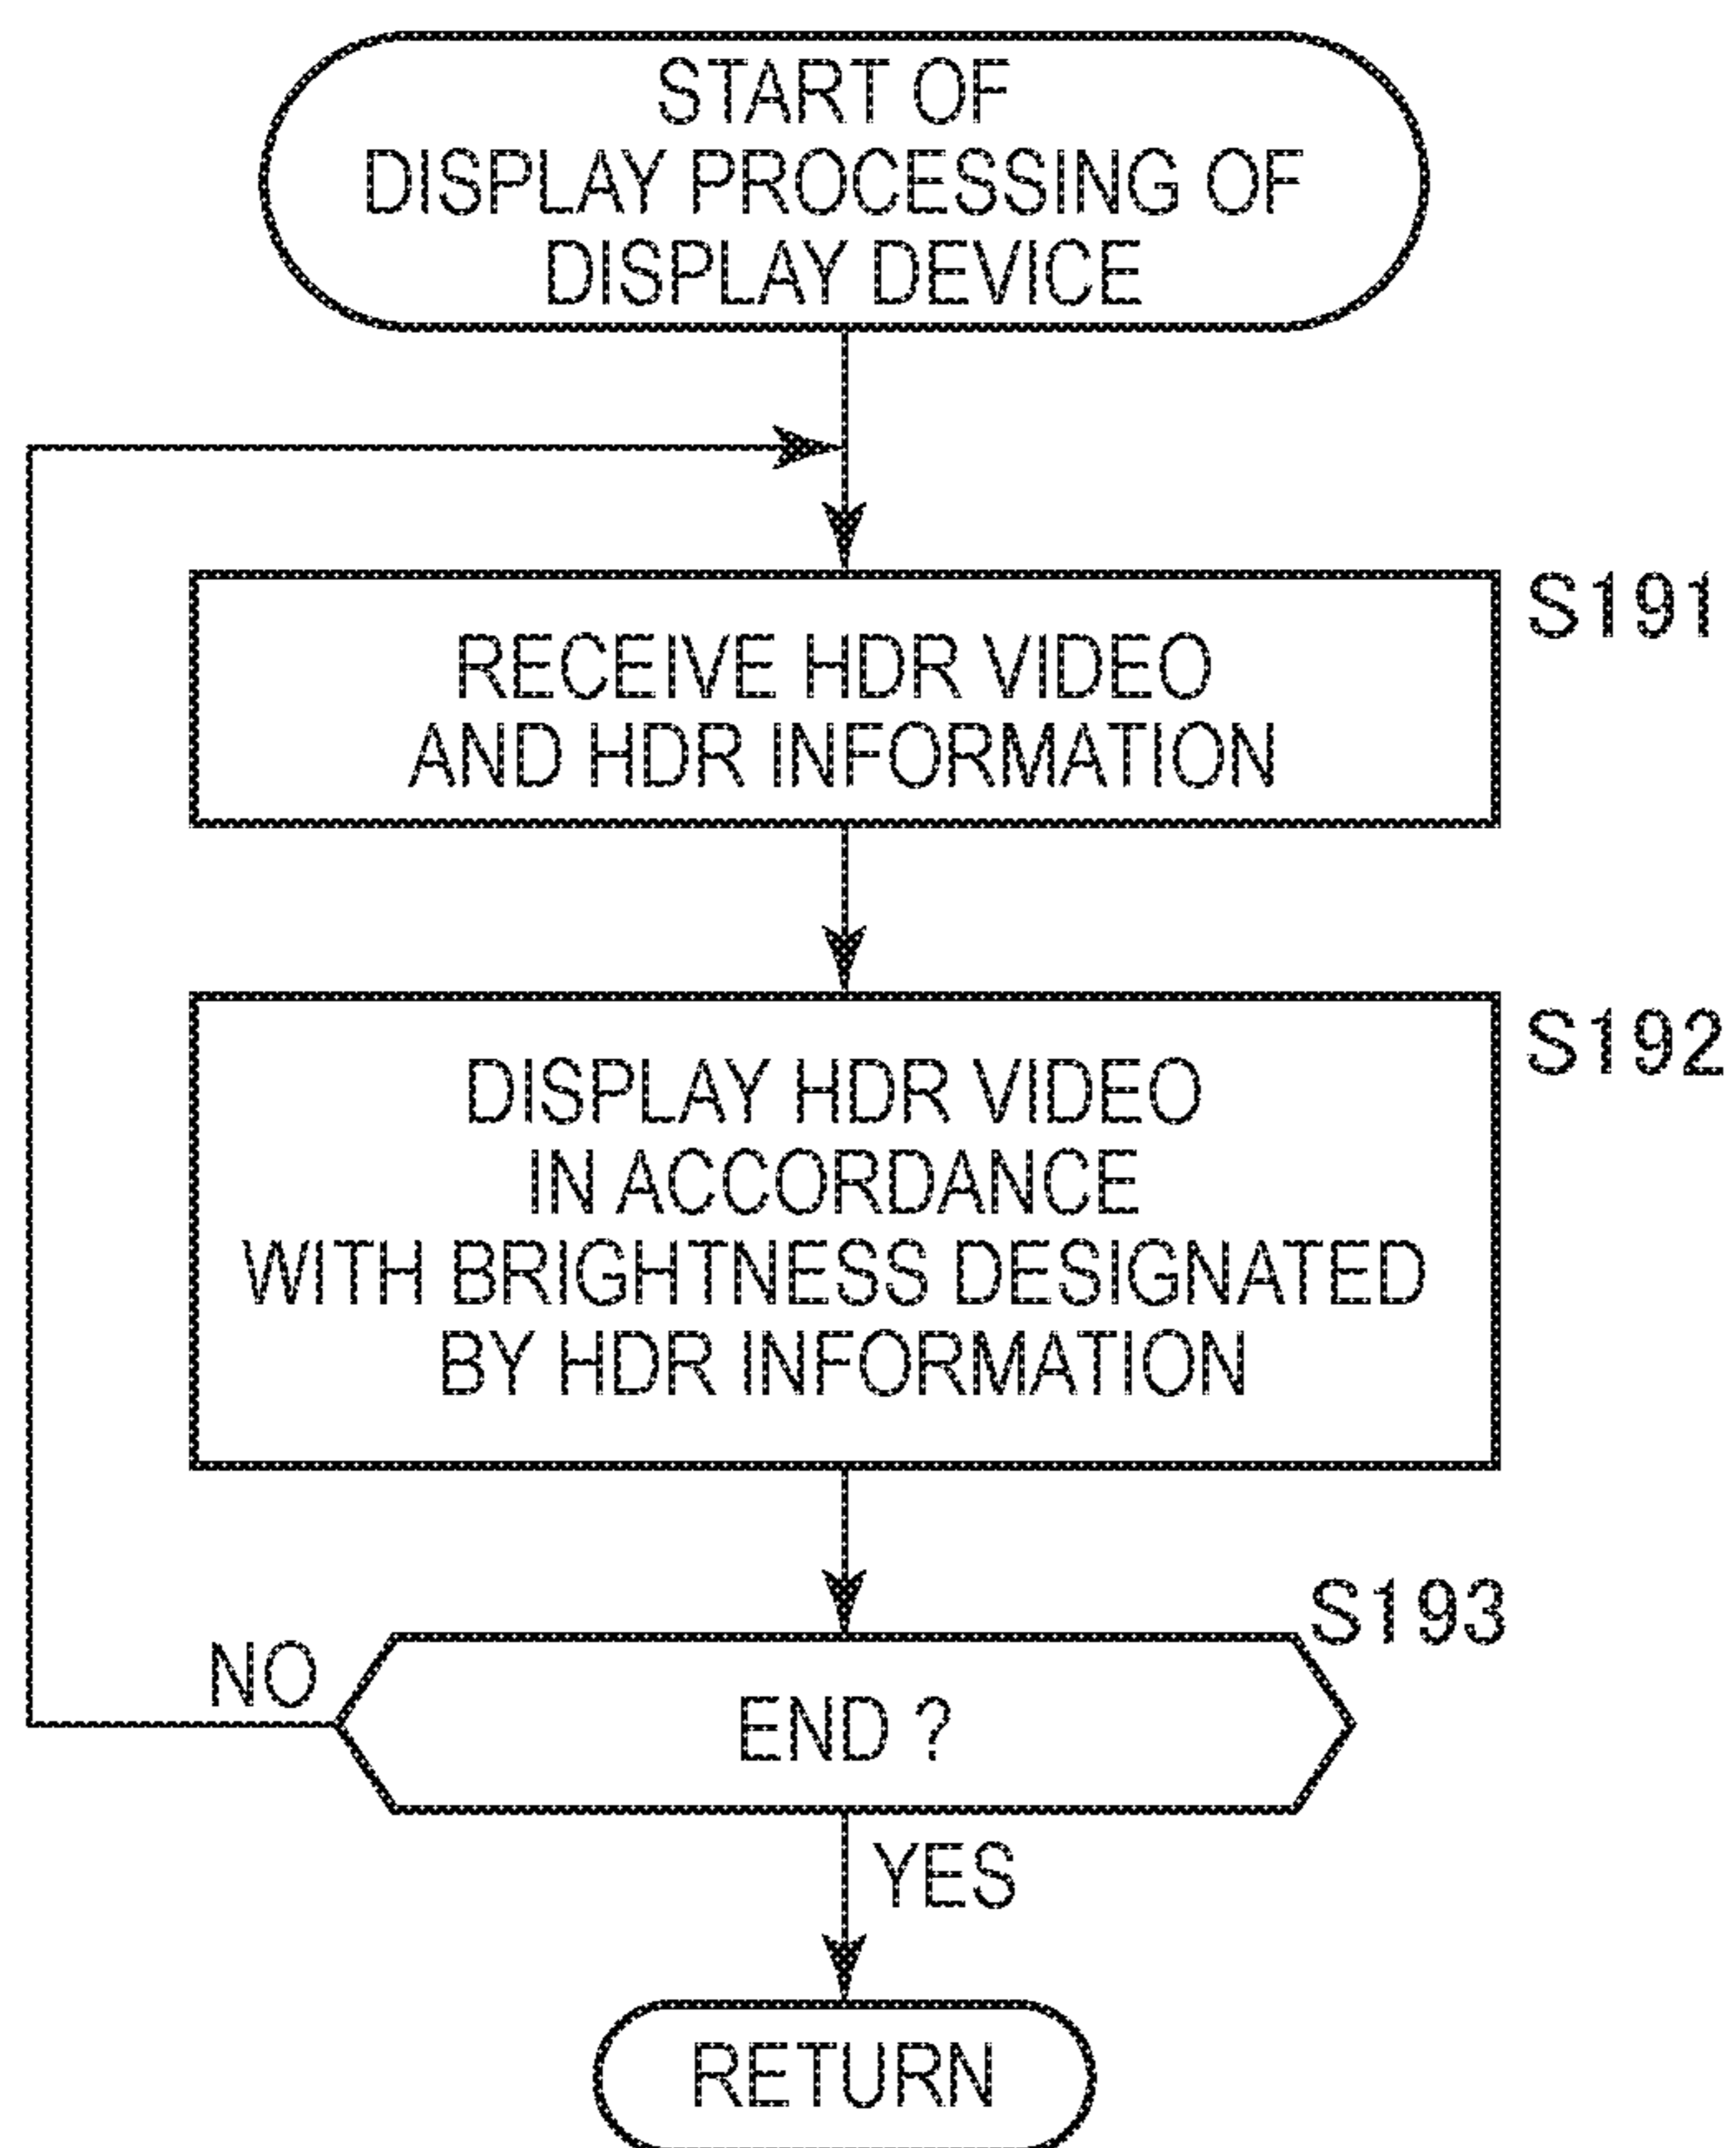 START OF
DISPLAY PROCESSING OF
DISPLAY DEVICE
S191
RECEIVE HDR VIDEO
AND HDR INFORMATION
S192
DISPLAY HDR VIDEO
IN ACCORDANCE
WITH BRIGHTNESS DESIGNATED
BY HDR INFORMATION
S193
NO
END ?
YES
RETURN